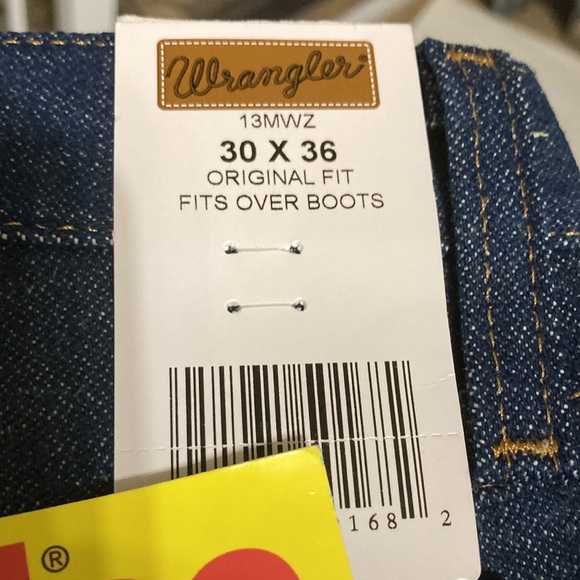 Wrangler®
13MWZ
30 X 36
ORIGINAL FIT
FITS OVER BOOTS
168 2
®